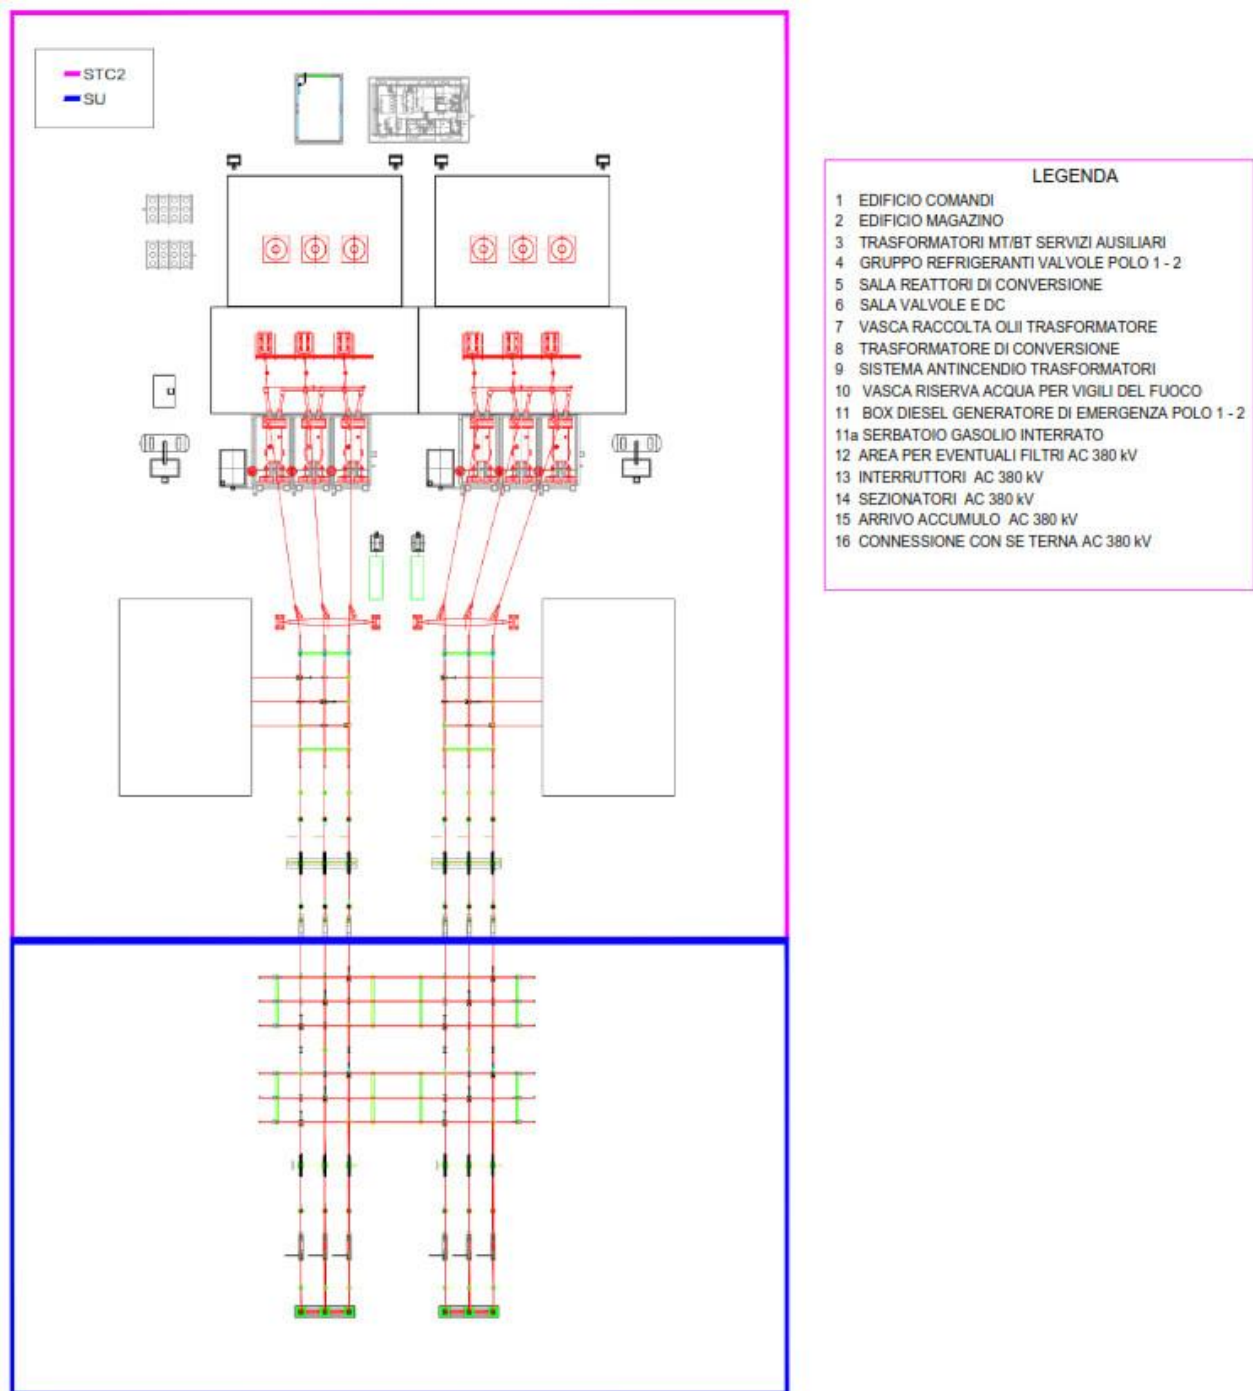 STC2
SU
LEGENDA
1 EDIFICIO COMANDI
2 EDIFICIO MAGAZINO
3 TRASFORMATORI MT/BT SERVIZI AUSILIARI
4 GRUPPO REFRIGERANTI VALVOLE POLO 1 - 2
5 SALA REATTORI DI CONVERSIONE
6 SALA VALVOLE E DC
7 VASCA RACCOLTA OLII TRASFORMATORE
8 TRASFORMATORE DI CONVERSIONE
9 SISTEMA ANTINCENDIO TRASFORMATORI
10 VASCA RISERVA ACQUA PER VIGILI DEL FUOCO
11 BOX DIESEL GENERATORE DI EMERGENZA POLO 1 - 2
11a SERBATOIO GASOLIO INTERRATO
12 AREA PER EVENTUALI FILTRI AC 380 kV
13 INTERRUTTORI AC 380 kV
14 SEZIONATORI AC 380 kV
15 ARRIVO ACCUMULO AC 380 kV
16 CONNESSIONE CON SE TERNA AC 380 kV